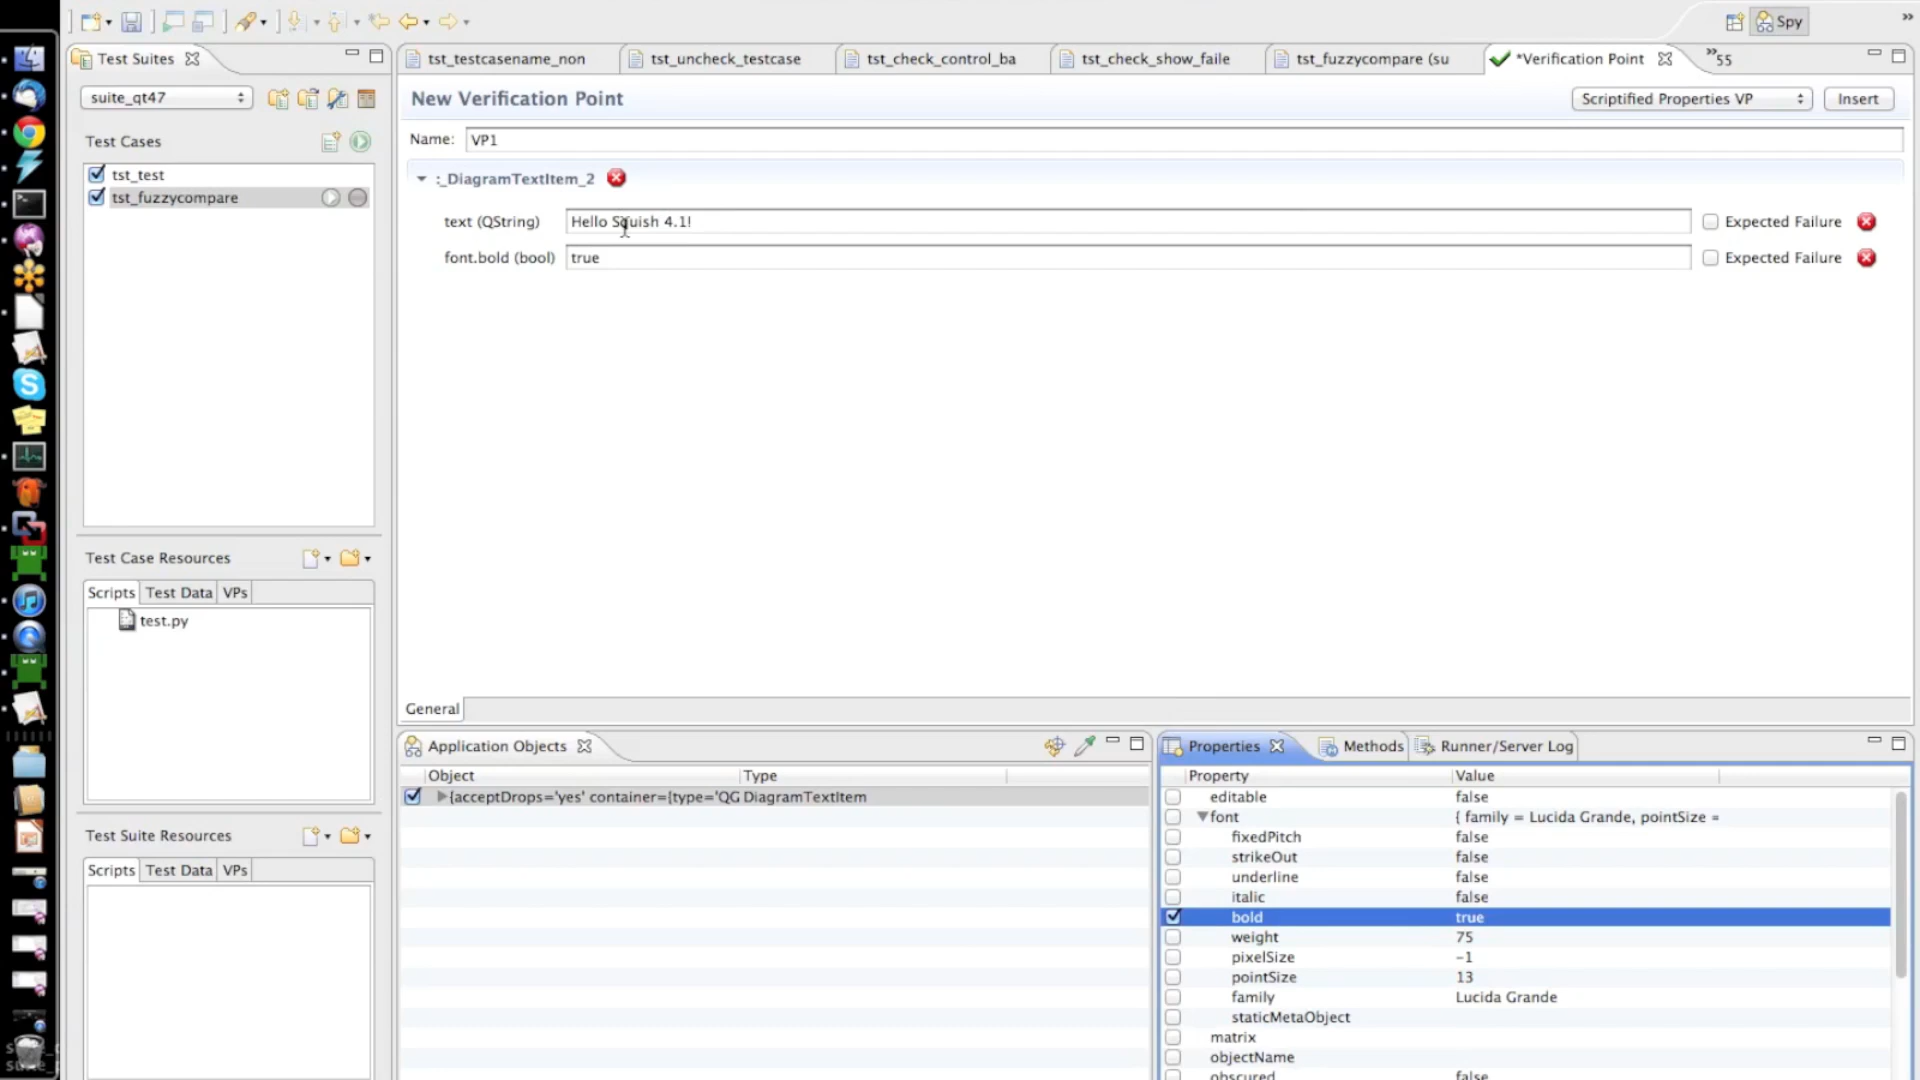 Spy
Test Suites
tst_testcasename_non
tst_uncheck_testcase
tst_check_control_ba
tst_check_show_faile
tst_fuzzycompare (su
*Verification Point
»55
suite_qt47
New Verification Point
Scriptified Properties VP
Insert
Name: VP1
Test Cases
tst_test
tst_fuzzycompare
:_DiagramTextItem_2
text (QString) Hello Squish 4.1! Expected Failure
font.bold (bool) true Expected Failure
Test Case Resources
Scripts Test Data VPs
test.py
General
Application Objects
Object Type
{acceptDrops='yes' container={type='QG DiagramTextItem
Properties Methods Runner/Server Log
Property Value
editable false
font { family = Lucida Grande, pointSize =
fixedPitch false
strikeOut false
underline false
italic false
bold true
weight 75
pixelSize -1
pointSize 13
family Lucida Grande
staticMetaObject
matrix
objectName
obscured false
Test Suite Resources
Scripts Test Data VPs